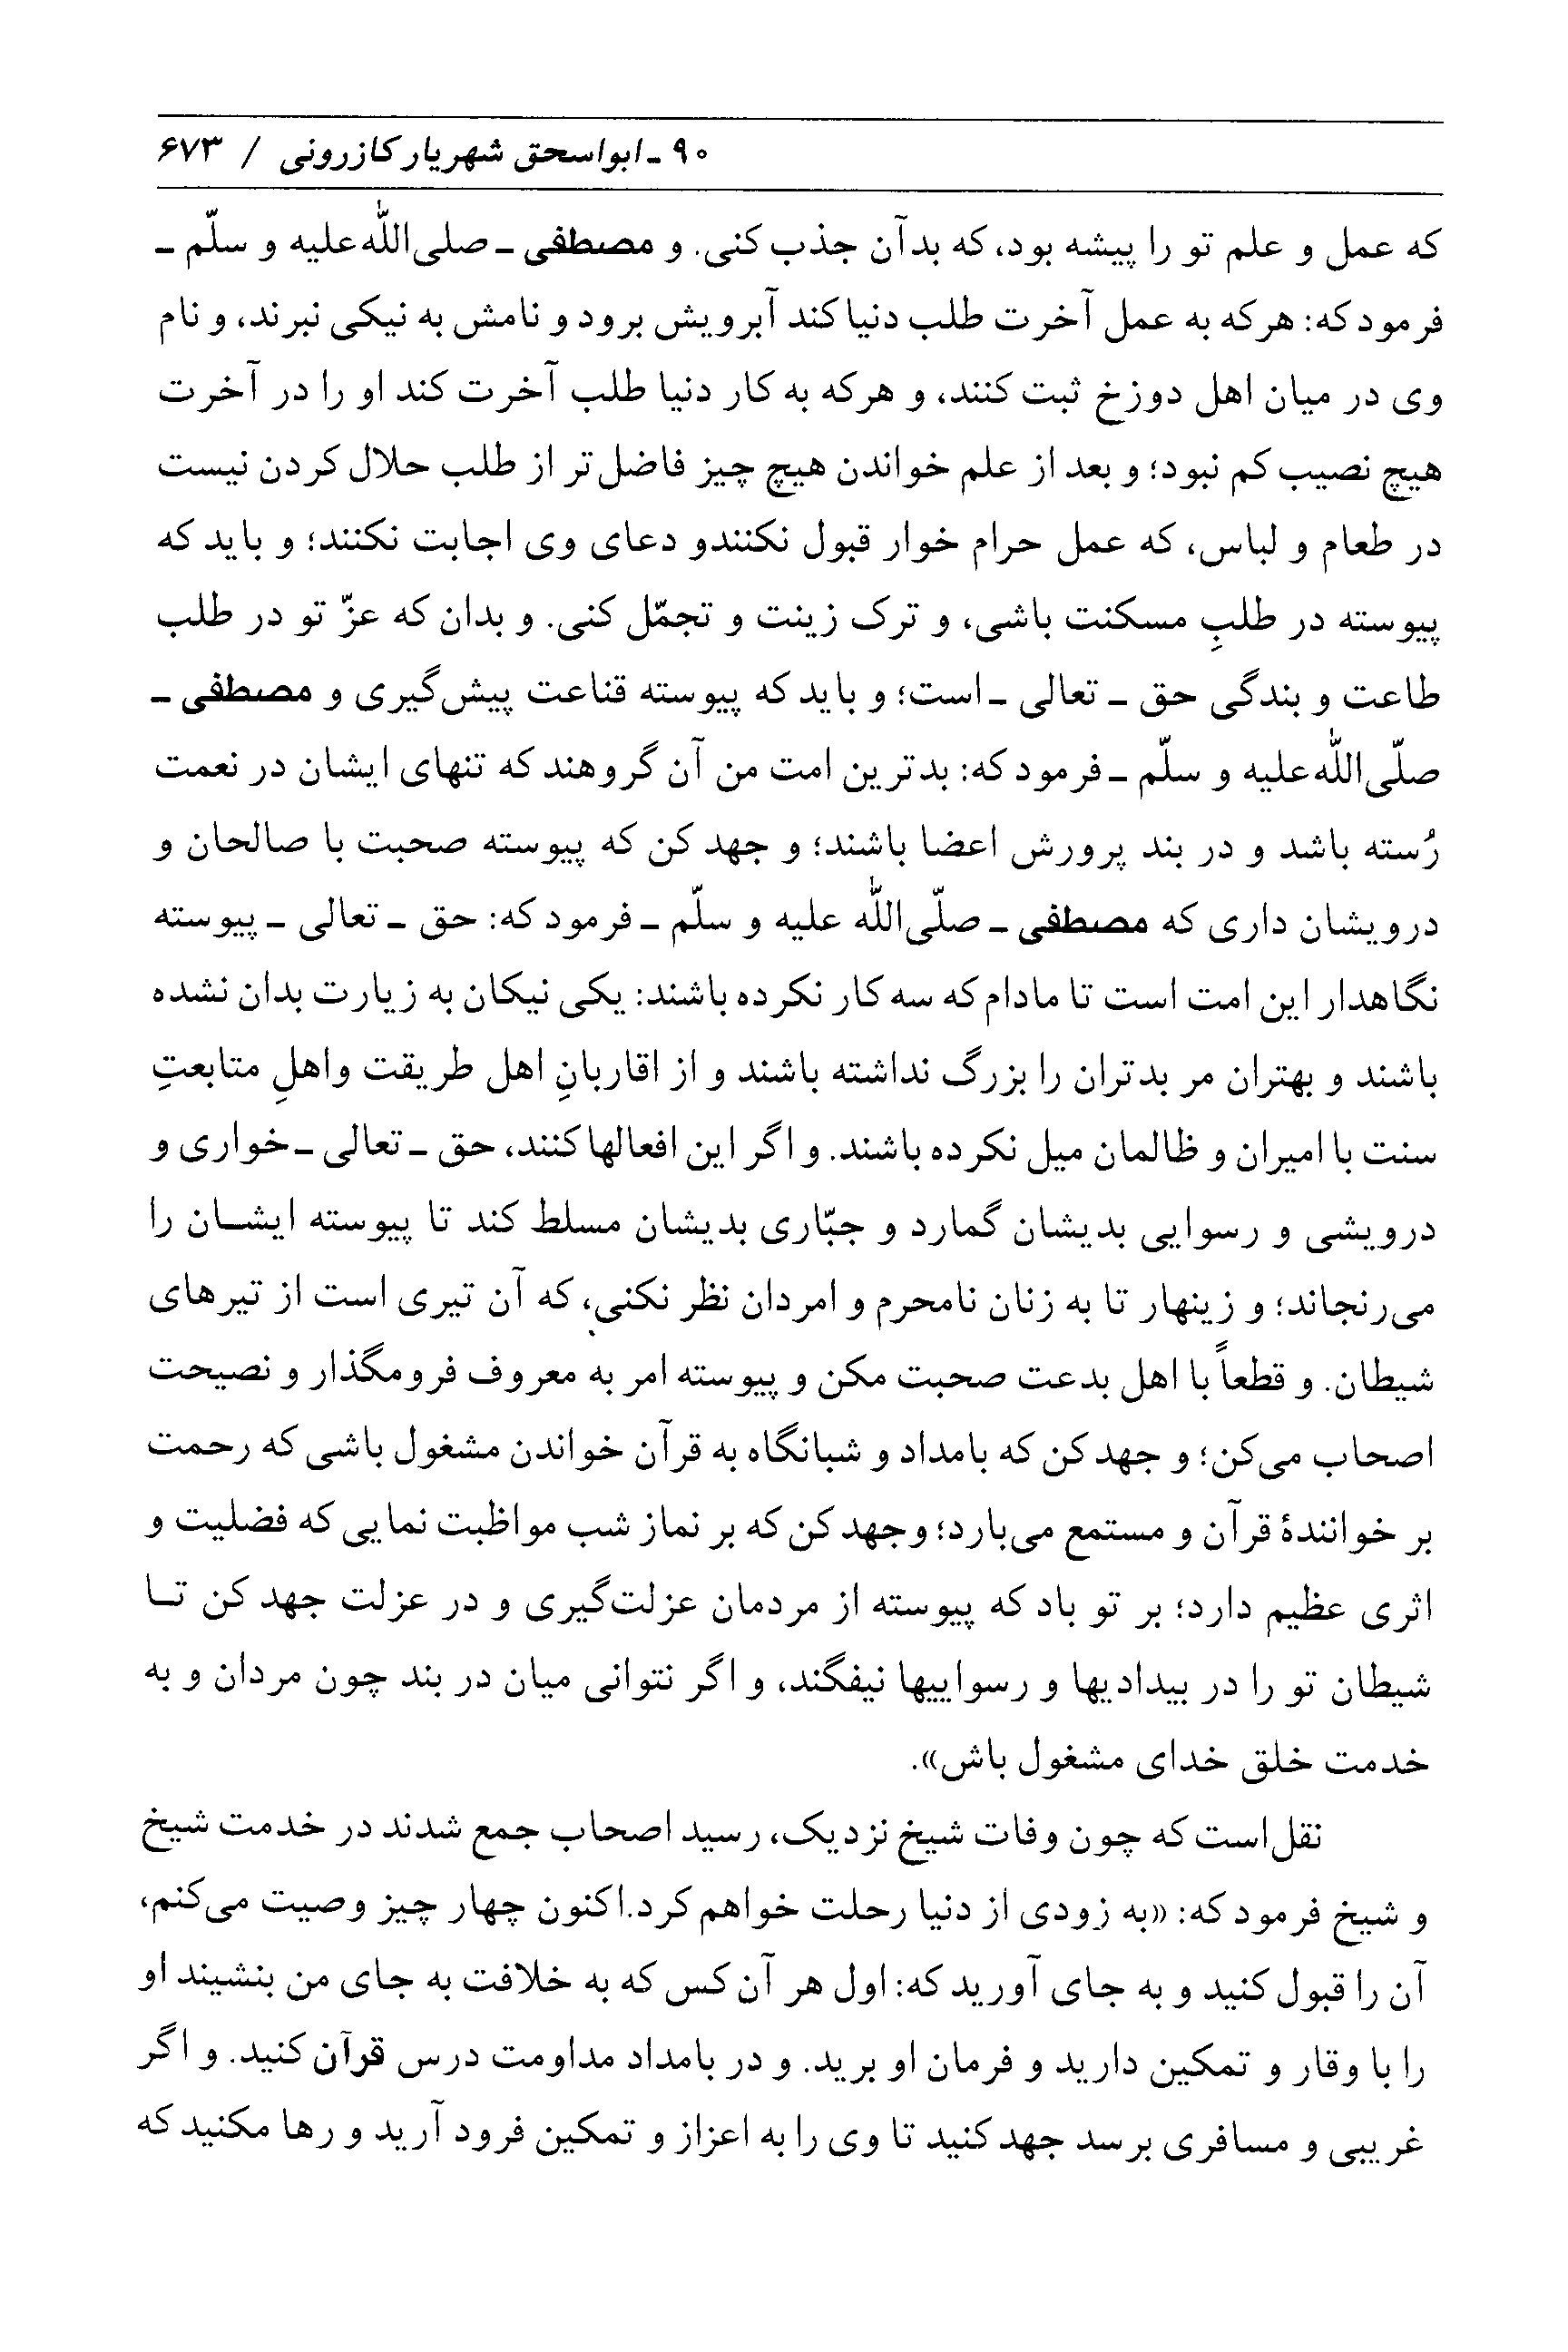 ۹۰ ـ ابواسحق شهریار کازرونی / ۶۷۳
که عمل و علم تو را پیشه بود، که بدآن جذب کنی. و مصطفی ـ صلی‌الله‌علیه و سلّم ـ
فرمود که: هرکه به عمل آخرت طلب دنیا کند آبرویش برود و نامش به نیکی نبرند، و نام
وی در میان اهل دوزخ ثبت کنند، و هرکه به کار دنیا طلب آخرت کند او را در آخرت
هیچ نصیب کم نبود؛ و بعد از علم خواندن هیچ چیز فاضل‌تر از طلب حلال کردن نیست
در طعام و لباس، که عمل حرام خوار قبول نکنندو دعای وی اجابت نکنند؛ و باید که
پیوسته در طلبِ مسکنت باشی، و ترک زینت و تجمّل کنی. و بدان که عزّ تو در طلب
طاعت و بندگی حق ـ تعالی ـ است؛ و باید که پیوسته قناعت پیش‌گیری و مصطفی ـ
صلّی‌الله‌علیه و سلّم ـ فرمود که: بدترین امت من آن گروهند که تنهای ایشان در نعمت
رُسته باشد و در بند پرورش اعضا باشند؛ و جهد کن که پیوسته صحبت با صالحان و
درویشان داری که مصطفی ـ صلّی‌الله علیه و سلّم ـ فرمود که: حق ـ تعالی ـ پیوسته
نگاهدار این امت است تا مادام که سه کار نکرده باشند: یکی نیکان به زیارت بدان نشده
باشند و بهتران مر بدتران را بزرگ نداشته باشند و از اقاربانِ اهل طریقت واهلِ متابعتِ
سنت با امیران و ظالمان میل نکرده باشند. و اگر این افعالها کنند، حق ـ تعالی ـ خواری و
درویشی و رسوایی بدیشان گمارد و جبّاری بدیشان مسلط کند تا پیوسته ایشان را
می‌رنجاند؛ و زینهار تا به زنان نامحرم و امردان نظر نکنی، که آن تیری است از تیرهای
شیطان. و قطعاً با اهل بدعت صحبت مکن و پیوسته امر به معروف فرومگذار و نصیحت
اصحاب می‌کن؛ و جهد کن که بامداد و شبانگاه به قرآن خواندن مشغول باشی که رحمت
بر خوانندهٔ قرآن و مستمع می‌بارد؛ و جهد کن که بر نماز شب مواظبت نمایی که فضلیت و
اثری عظیم دارد؛ بر تو باد که پیوسته از مردمان عزلت‌گیری و در عزلت جهد کن تا
شیطان تو را در بیدادیها و رسواییها نیفگند، و اگر نتوانی میان در بند چون مردان و به
خدمت خلق خدای مشغول باش».
نقل‌است که چون وفات شیخ نزدیک، رسید اصحاب جمع شدند در خدمت شیخ
و شیخ فرمود که: «به زودی از دنیا رحلت خواهم کرد.اکنون چهار چیز وصیت می‌کنم،
آن را قبول کنید و به جای آورید که: اول هر آن کس که به خلافت به جای من بنشیند او
را با وقار و تمکین دارید و فرمان او برید. و در بامداد مداومت درس قرآن کنید. و اگر
غریبی و مسافری برسد جهد کنید تا وی را به اعزاز و تمکین فرود آرید و رها مکنید که